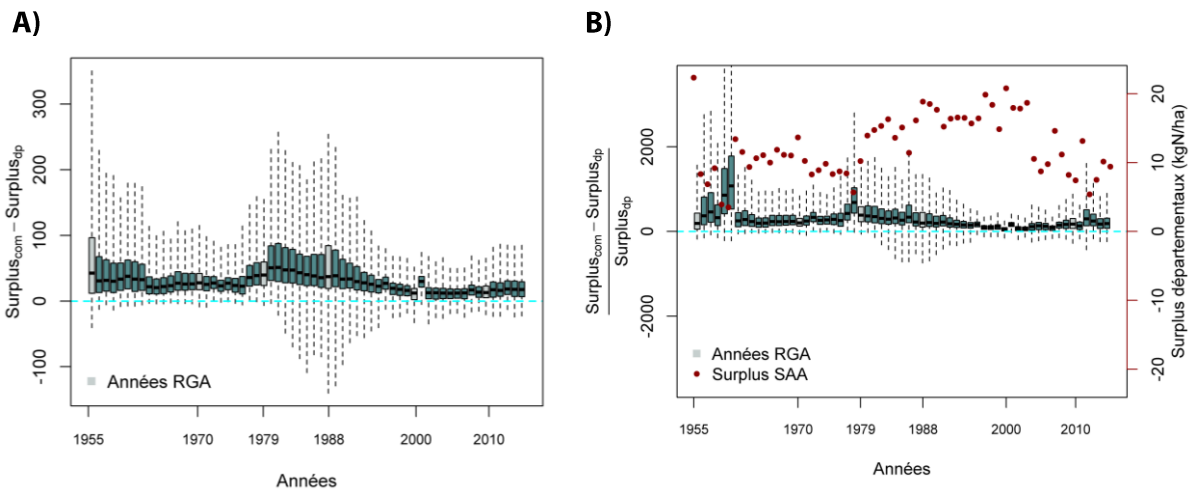 A)
Surplus_com − Surplus_dp
300
200
100
0
-100
Années RGA
1955 1970 1979 1988 2000 2010
Années
B)
Surplus_com − Surplus_dp
Surplus_dp
2000
0
-2000
Années RGA
Surplus SAA
1955 1970 1979 1988 2000 2010
Années
20
10
0
-10
-20
Surplus départementaux (kgN/ha)